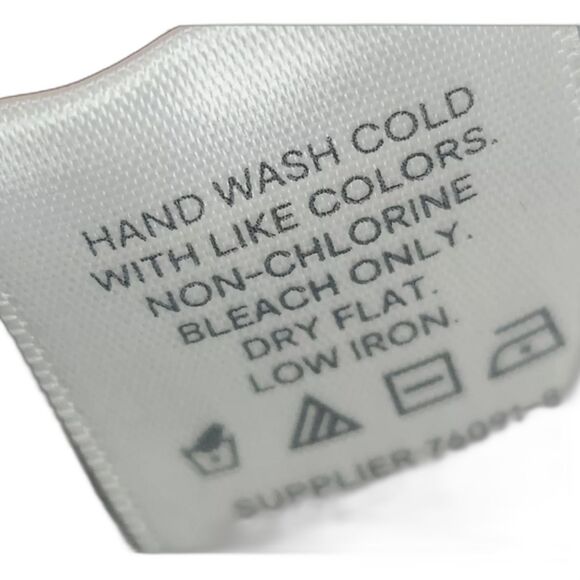 HAND WASH COLD
WITH LIKE COLORS.
NON-CHLORINE
BLEACH ONLY.
DRY FLAT.
LOW IRON.
SUPPLIER